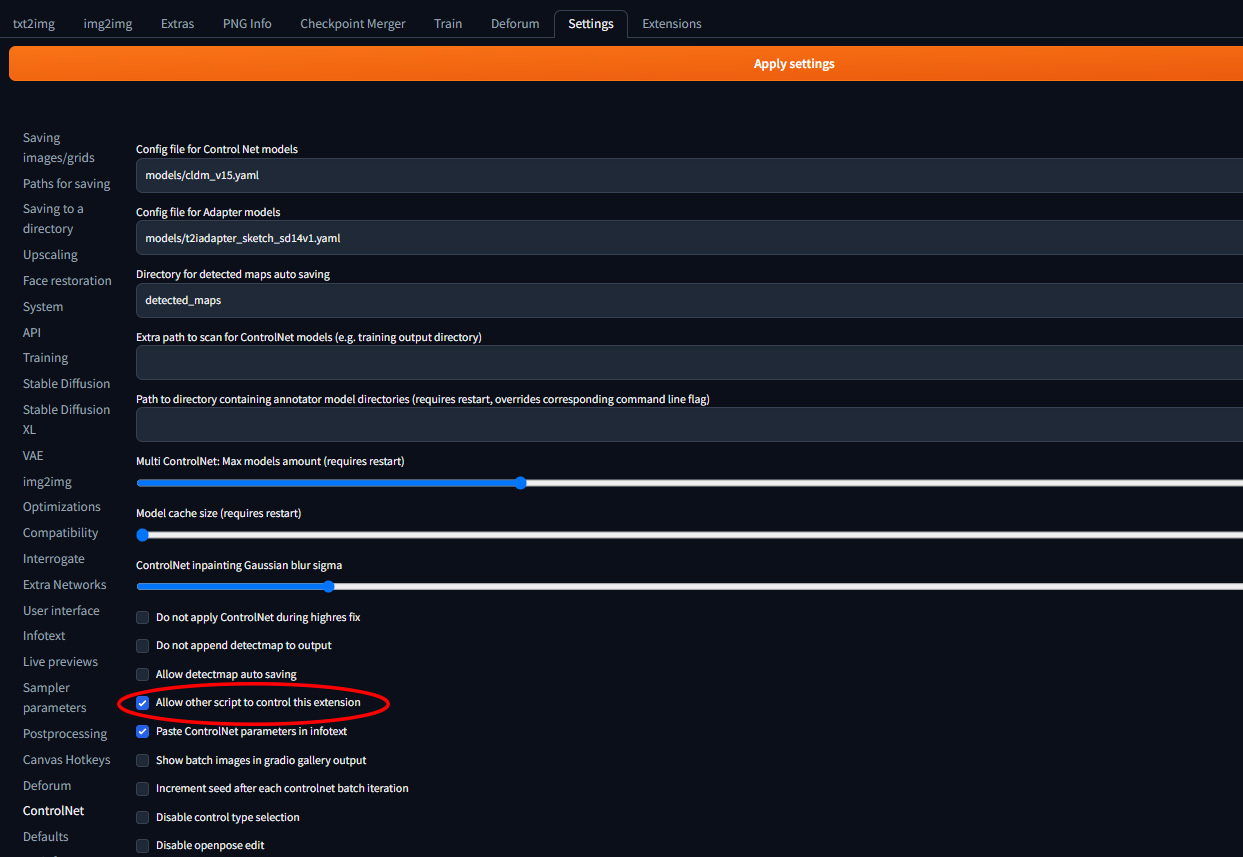 txt2img img2img Extras PNG Info Checkpoint Merger Train Deforum Settings Extensions
Apply settings
Saving
images/grids
Paths for saving
Saving to a
directory
Upscaling
Face restoration
System
API
Training
Stable Diffusion
Stable Diffusion
XL
VAE
img2img
Optimizations
Compatibility
Interrogate
Extra Networks
User interface
Infotext
Live previews
Sampler
parameters
Postprocessing
Canvas Hotkeys
Deforum
ControlNet
Defaults
Config file for Control Net models
models/cldm_v15.yaml
Config file for Adapter models
models/t2iadapter_sketch_sd14v1.yaml
Directory for detected maps auto saving
detected_maps
Extra path to scan for ControlNet models (e.g. training output directory)
Path to directory containing annotator model directories (requires restart, overrides corresponding command line flag)
Multi ControlNet: Max models amount (requires restart)
Model cache size (requires restart)
ControlNet inpainting Gaussian blur sigma
Do not apply ControlNet during highres fix
Do not append detectmap to output
Allow detectmap auto saving
Allow other script to control this extension
Paste ControlNet parameters in infotext
Show batch images in gradio gallery output
Increment seed after each controlnet batch iteration
Disable control type selection
Disable openpose edit